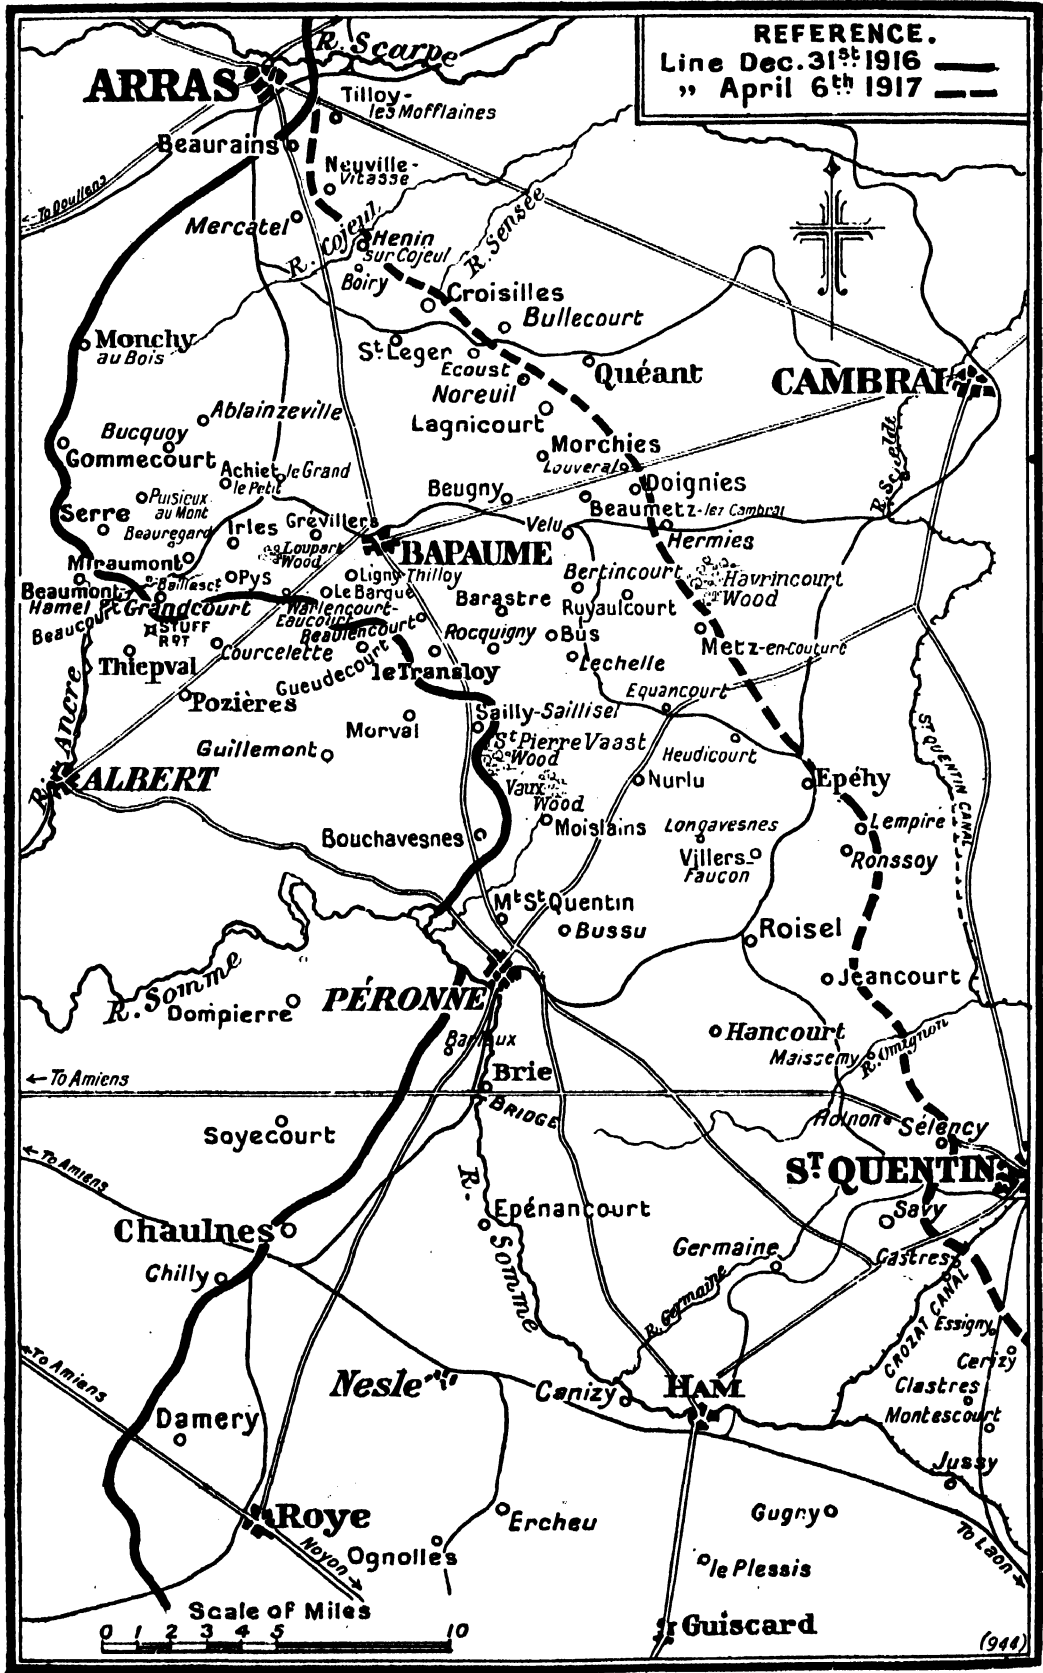 REFERENCE.
Line Dec. 31st 1916
„ April 6th 1917
R. Scarpe
ARRAS
Tilloy-
les Mofflaines
Beaurains
Neuville-
Vitasse
To Doullens
Mercatel
R. Cojeul
Henin
sur Cojeul
R. Sensée
Boiry
Croisilles
Bullecourt
Monchy
au Bois
St. Leger
Ecoust
Quéant
CAMBRAI
Noreuil
Ablainzeville
Lagnicourt
Bucquoy
Gommecourt
Morchies
Louveral
R. Scheldt
Achiet le Grand
le Petit
Puisieux
au Mont
Beugny
Doignies
Beaumetz-lez Cambrai
Serre
Beauregard
Irles
Grévillers
Velu
Hermies
Loupart
Wood
BAPAUME
Miraumont
Ligny Thilloy
Bertincourt
Havrincourt
Wood
Beaumont-
Hamel
Baillesct
Pys
Le Barque
Barastre
Ruyaulcourt
Grandcourt
Warlencourt-
Eaucourt
Beaucourt
STUFF
RDT
Beaulencourt
Rocquigny
Bus
Metz-en-Couture
Thiepval
Courcelette
Gueudecourt
le Transloy
Lechelle
Equancourt
R. Ancre
Pozières
Morval
Sailly-Saillisel
Guillemont
St Pierre Vaast
Wood
Heudicourt
ST QUENTIN CANAL
ALBERT
Vaux
Wood
Nurlu
Epéhy
Bouchavesnes
Moislains
Longavesnes
Lempire
Villers-
Faucon
Ronssoy
Mt St Quentin
Bussu
Roisel
R. Somme
Dompierre
PÉRONNE
Jeancourt
Hancourt
Barleux
Maissemy
R. Omignon
To Amiens
Brie
BRIDGE
Holnon
Sélency
Soyecourt
To Amiens
ST QUENTIN
R. Somme
Epénancourt
Savy
Chaulnes
Germaine
Castres
Chilly
R. Germaine
CROZAT CANAL
Essigny
Cerizy
To Amiens
Nesle
Canizy
HAM
Clastres
Montescourt
Damery
Jussy
Roye
Ercheu
Gugny
Noyon
Ognolles
le Plessis
To Laon
Scale of Miles
Guiscard
0 1 2 3 4 5 10
(944)